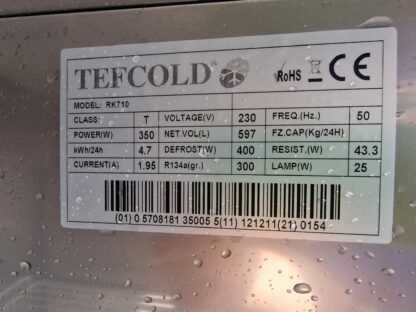 TEFCOLD® RoHS CE
MODEL: RK710
CLASS: T VOLTAGE(V) 230 FREQ.(Hz.) 50
POWER(W) 350 NET.VOL(L) 597 FZ.CAP(Kg/24H)
kWh/24h 4.7 DEFROST(W) 400 RESIST.(W) 43.3
CURRENT(A) 1.95 R134a(gr.) 300 LAMP(W) 25
(01) 0 5708181 35005 5(11) 121211(21) 0154